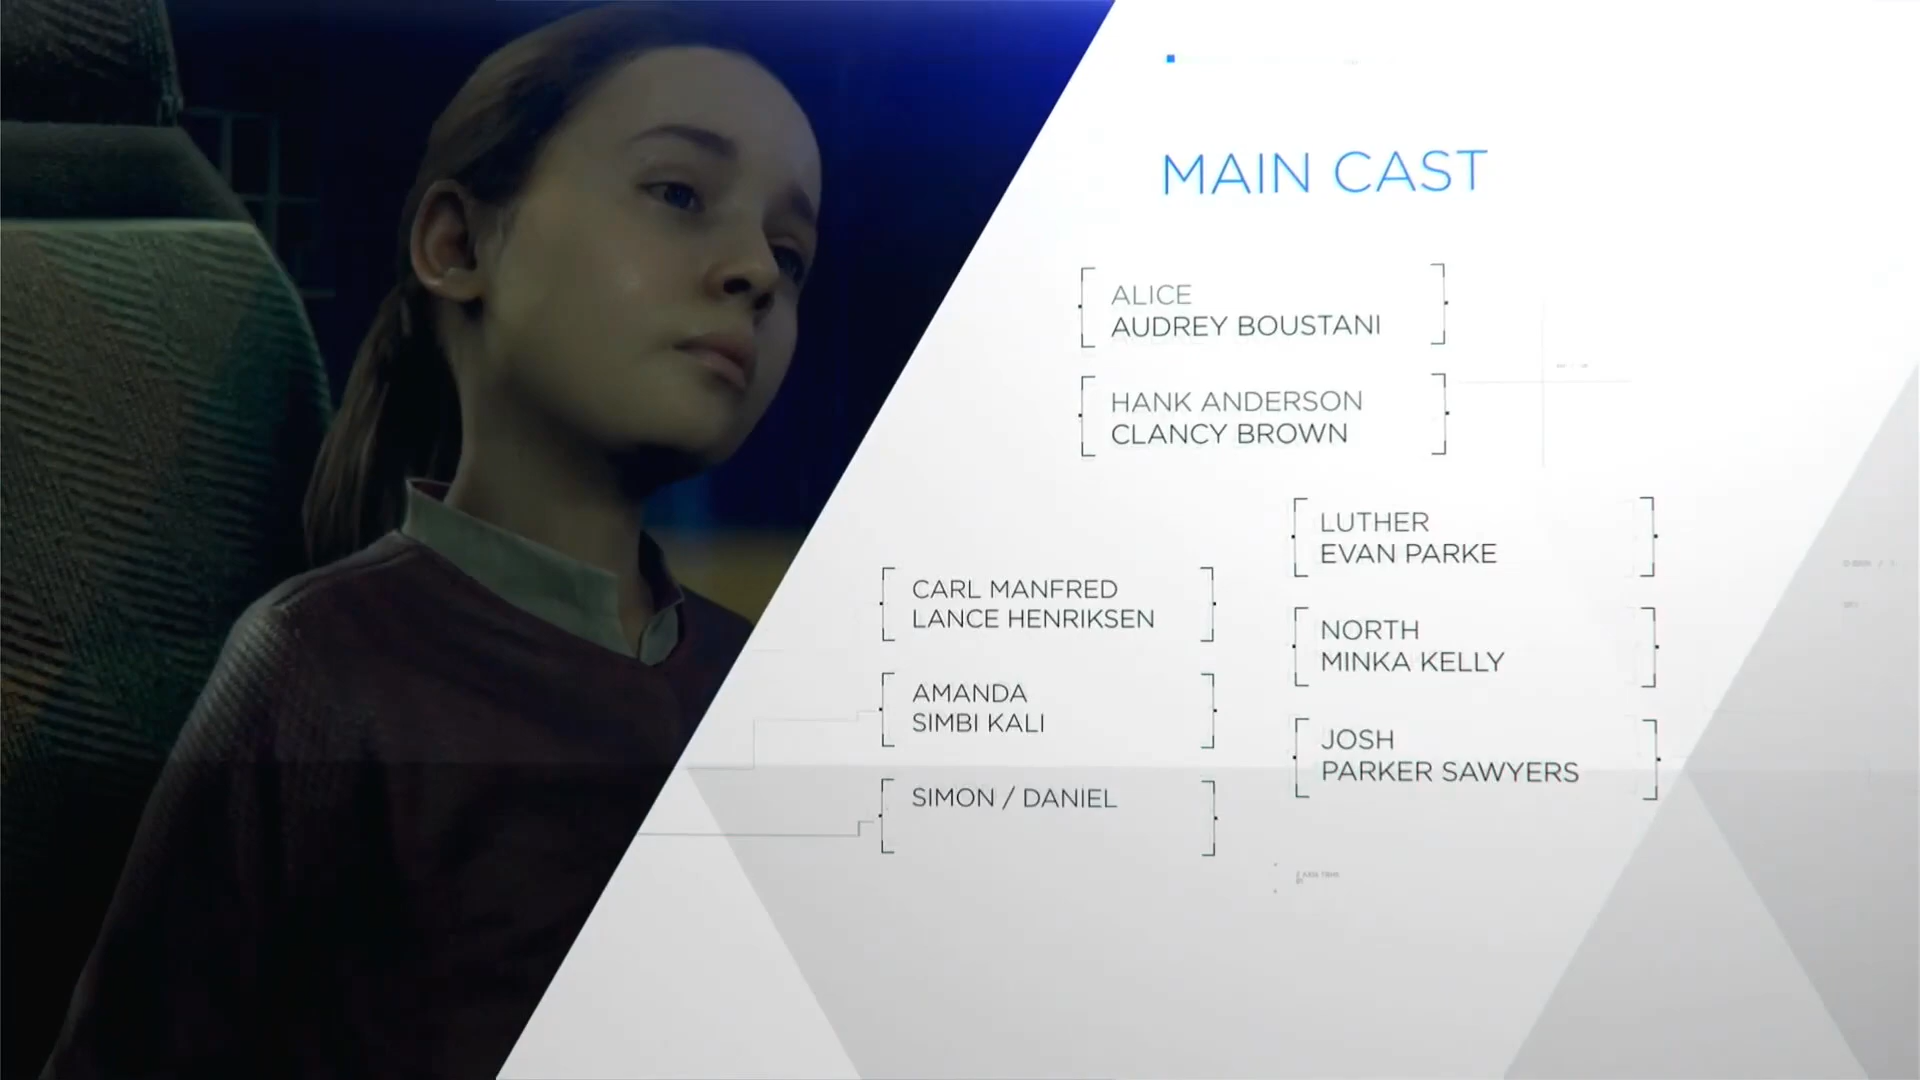 MAIN CAST
ALICE
AUDREY BOUSTANI
HANK ANDERSON
CLANCY BROWN
CARL MANFRED
LANCE HENRIKSEN
AMANDA
SIMBI KALI
SIMON / DANIEL
LUTHER
EVAN PARKE
NORTH
MINKA KELLY
JOSH
PARKER SAWYERS